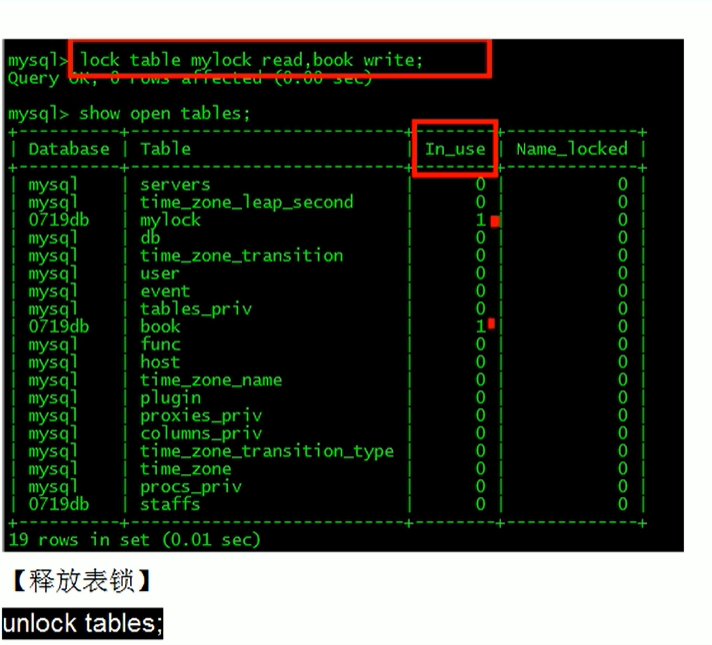 mysql> lock table mylock read,book write;
Query OK, 0 rows affected (0.00 sec)
mysql> show open tables;
+----------+---------------------------+--------+-------------+
| Database | Table | In_use | Name_locked |
+----------+---------------------------+--------+-------------+
| mysql | servers | 0 | 0 |
| mysql | time_zone_leap_second | 0 | 0 |
| 0719db | mylock | 1 | 0 |
| mysql | db | 0 | 0 |
| mysql | time_zone_transition | 0 | 0 |
| mysql | user | 0 | 0 |
| mysql | event | 0 | 0 |
| mysql | tables_priv | 0 | 0 |
| 0719db | book | 1 | 0 |
| mysql | func | 0 | 0 |
| mysql | host | 0 | 0 |
| mysql | time_zone_name | 0 | 0 |
| mysql | plugin | 0 | 0 |
| mysql | proxies_priv | 0 | 0 |
| mysql | columns_priv | 0 | 0 |
| mysql | time_zone_transition_type | 0 | 0 |
| mysql | time_zone | 0 | 0 |
| mysql | procs_priv | 0 | 0 |
| 0719db | staffs | 0 | 0 |
+----------+---------------------------+--------+-------------+
19 rows in set (0.01 sec)
【释放表锁】
unlock tables;